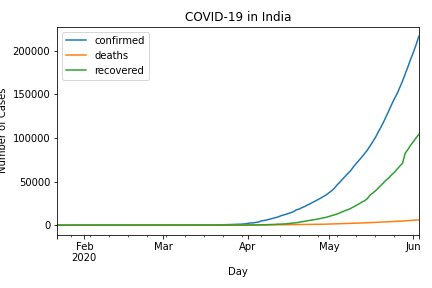 COVID-19 in India
confirmed
deaths
recovered
Number of Cases
200000
150000
100000
50000
0
Feb
2020
Mar
Apr
May
Jun
Day